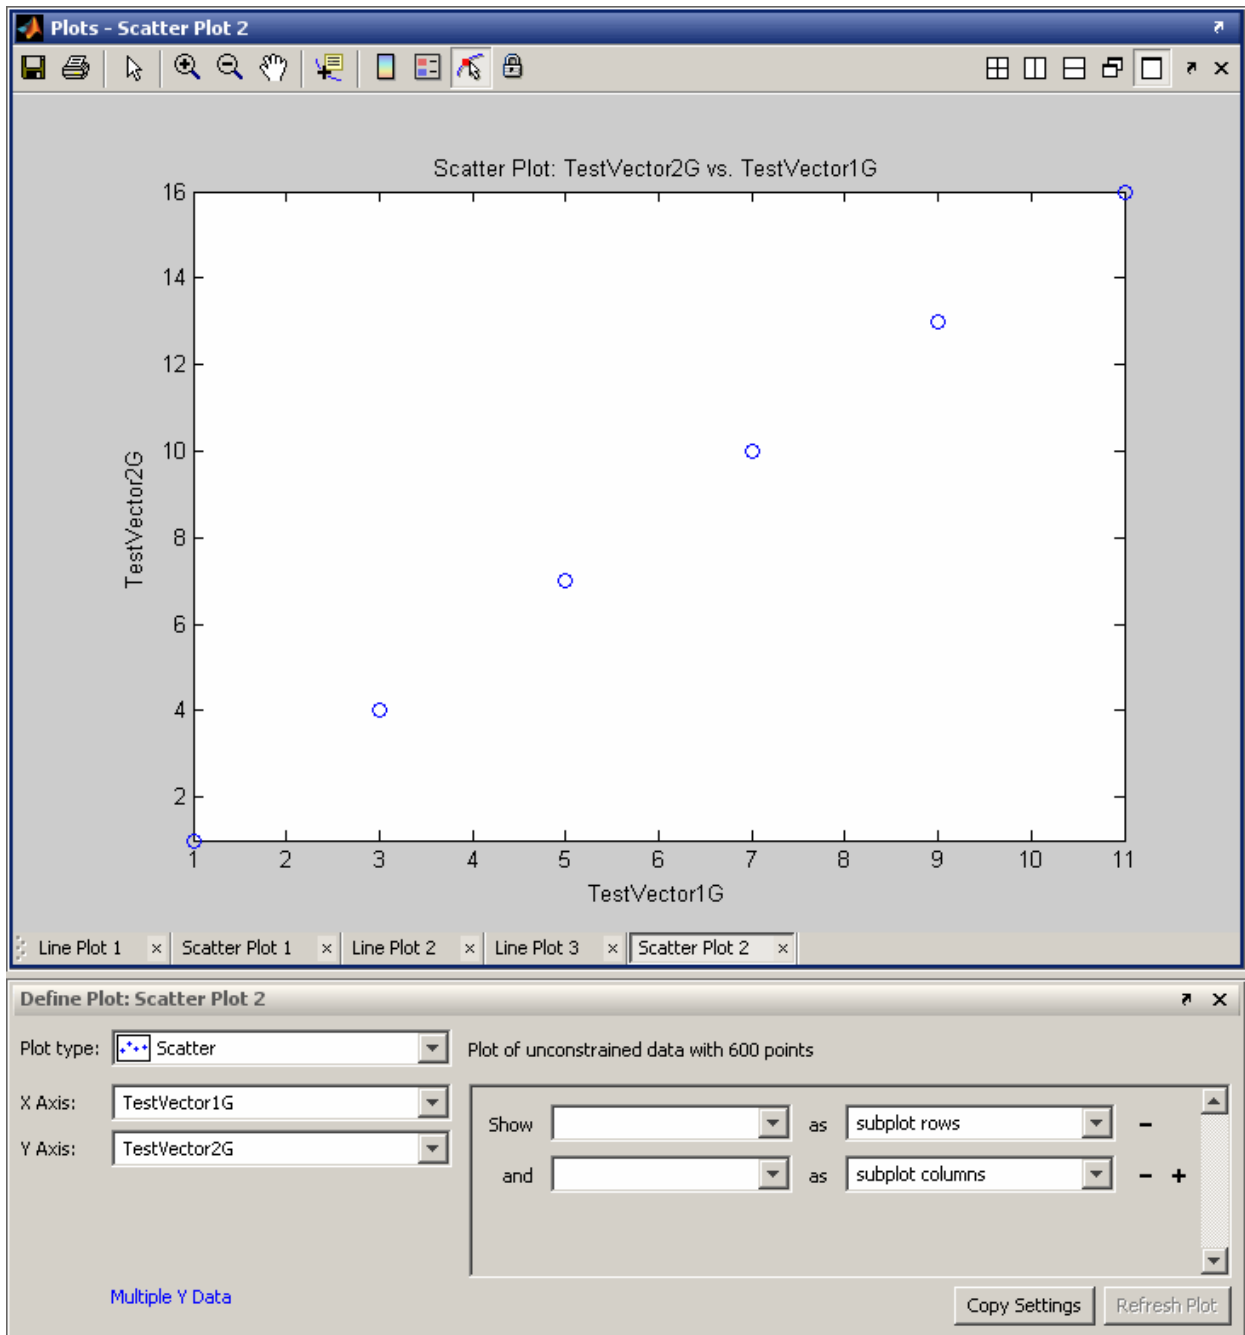 Plots - Scatter Plot 2
Scatter Plot: TestVector2G vs. TestVector1G
16
14
12
10
8
6
4
2
TestVector2G
1 2 3 4 5 6 7 8 9 10 11
TestVector1G
Line Plot 1 Scatter Plot 1 Line Plot 2 Line Plot 3 Scatter Plot 2
Define Plot: Scatter Plot 2
Plot type: Scatter Plot of unconstrained data with 600 points
X Axis: TestVector1G
Show as subplot rows
Y Axis: TestVector2G
and as subplot columns
Multiple Y Data
Copy Settings Refresh Plot